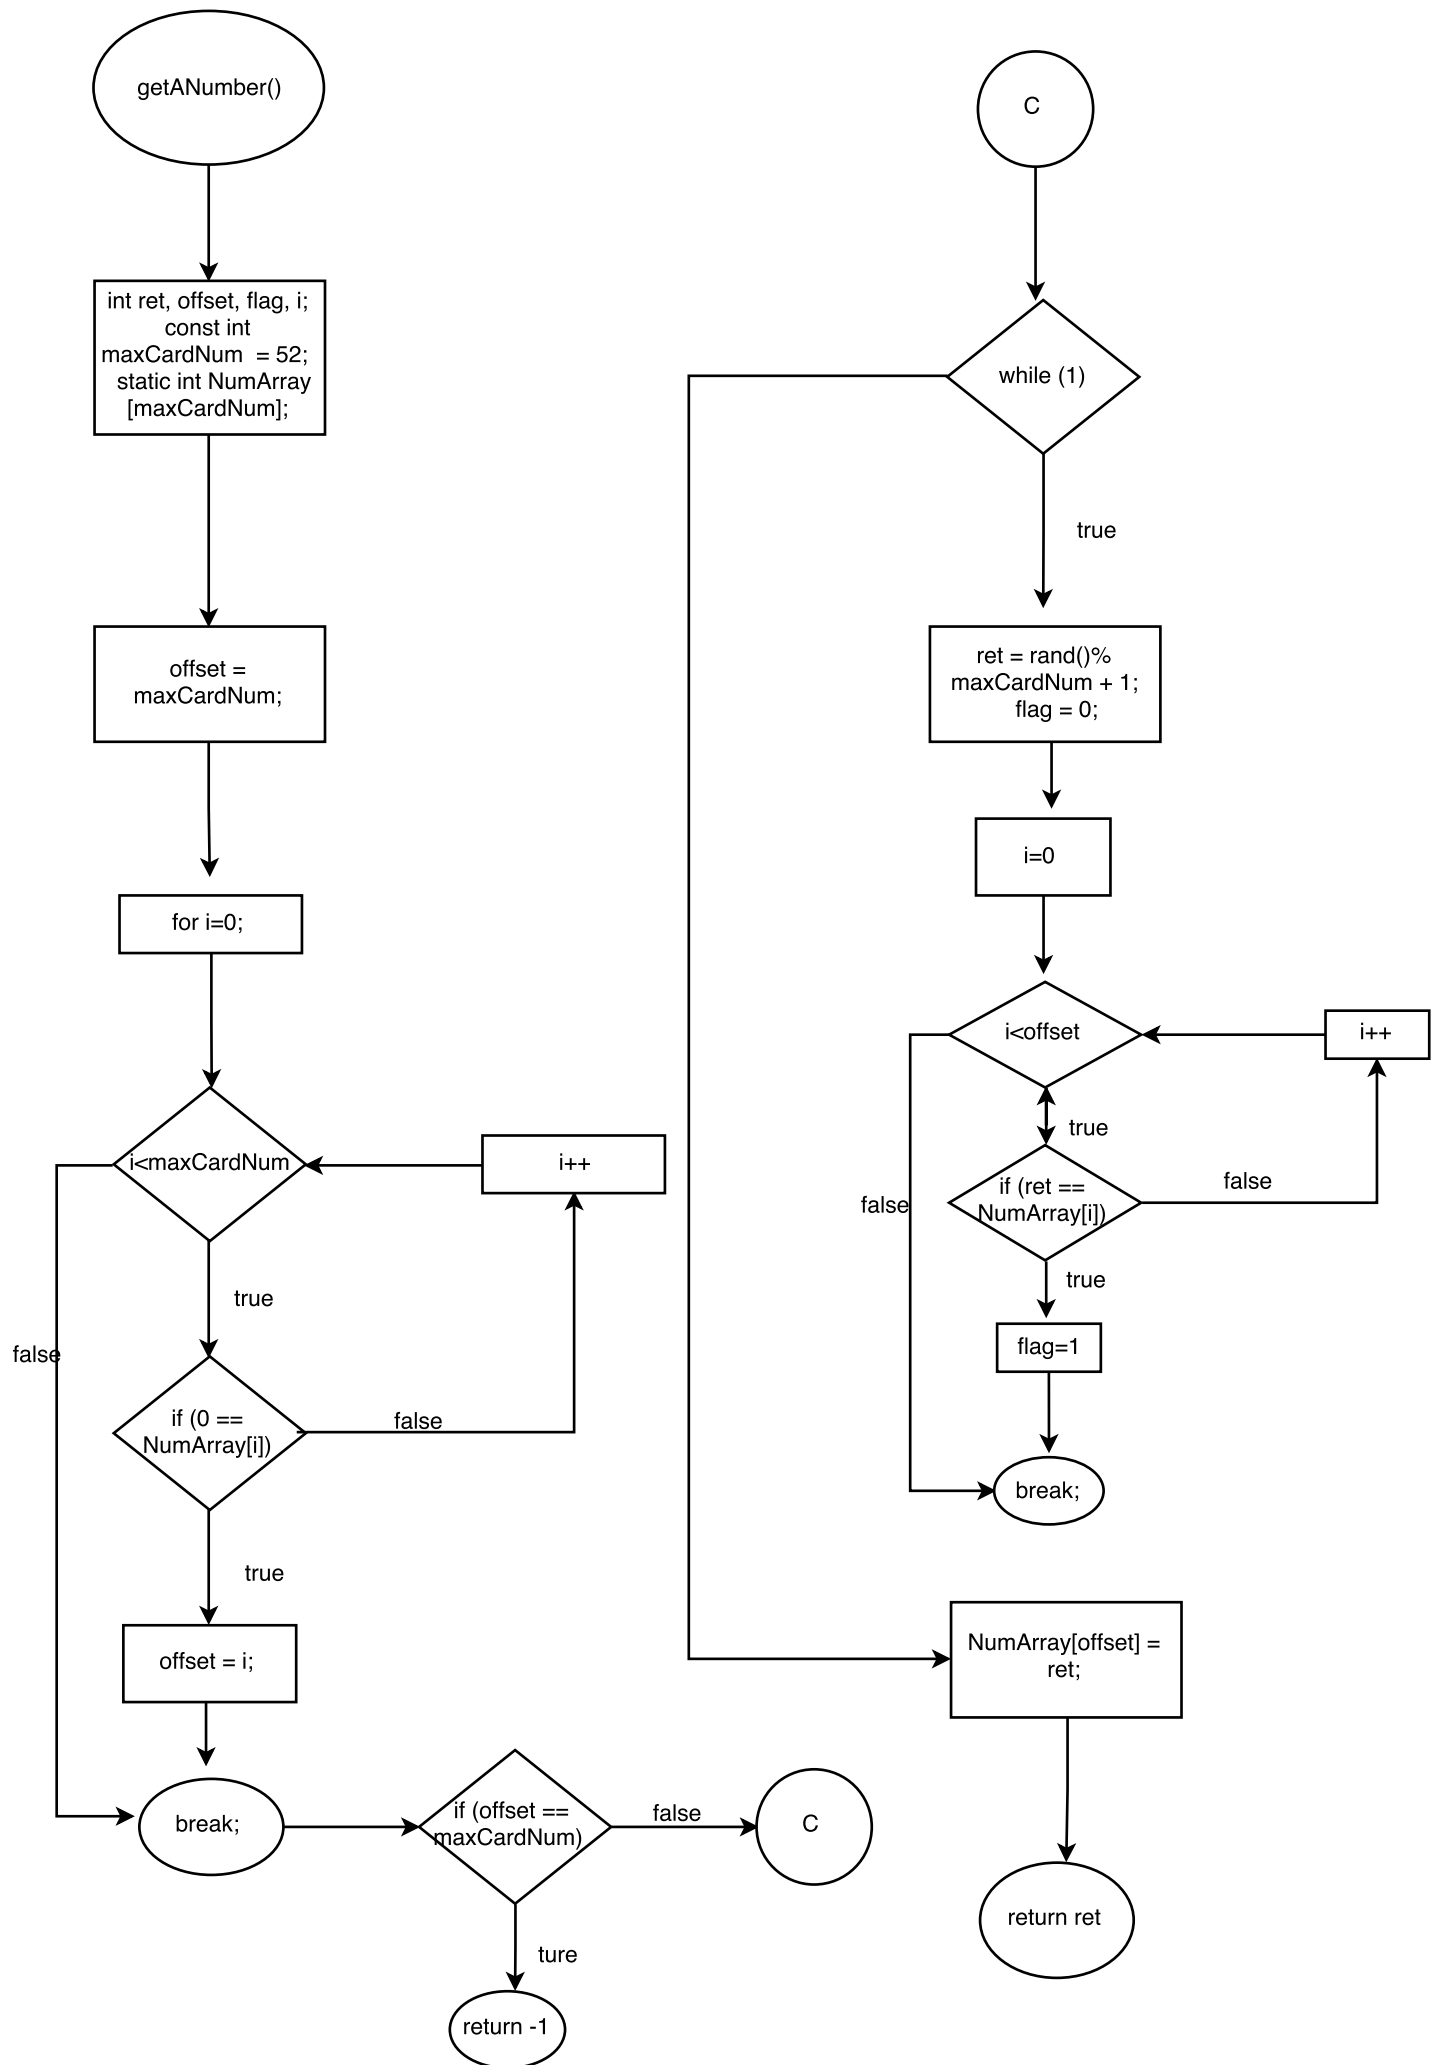 getANumber()
int ret, offset, flag, i;
const int
maxCardNum  = 52;
static int NumArray
[maxCardNum];
offset =
maxCardNum;
for i=0;
i<maxCardNum
i++
true
false
if (0 ==
NumArray[i])
false
true
offset = i;
break;
if (offset ==
maxCardNum)
false
C
ture
return -1
C
while (1)
true
ret = rand()%
maxCardNum + 1;
flag = 0;
i=0
i<offset
i++
true
false
if (ret ==
NumArray[i])
false
true
flag=1
break;
NumArray[offset] =
ret;
return ret